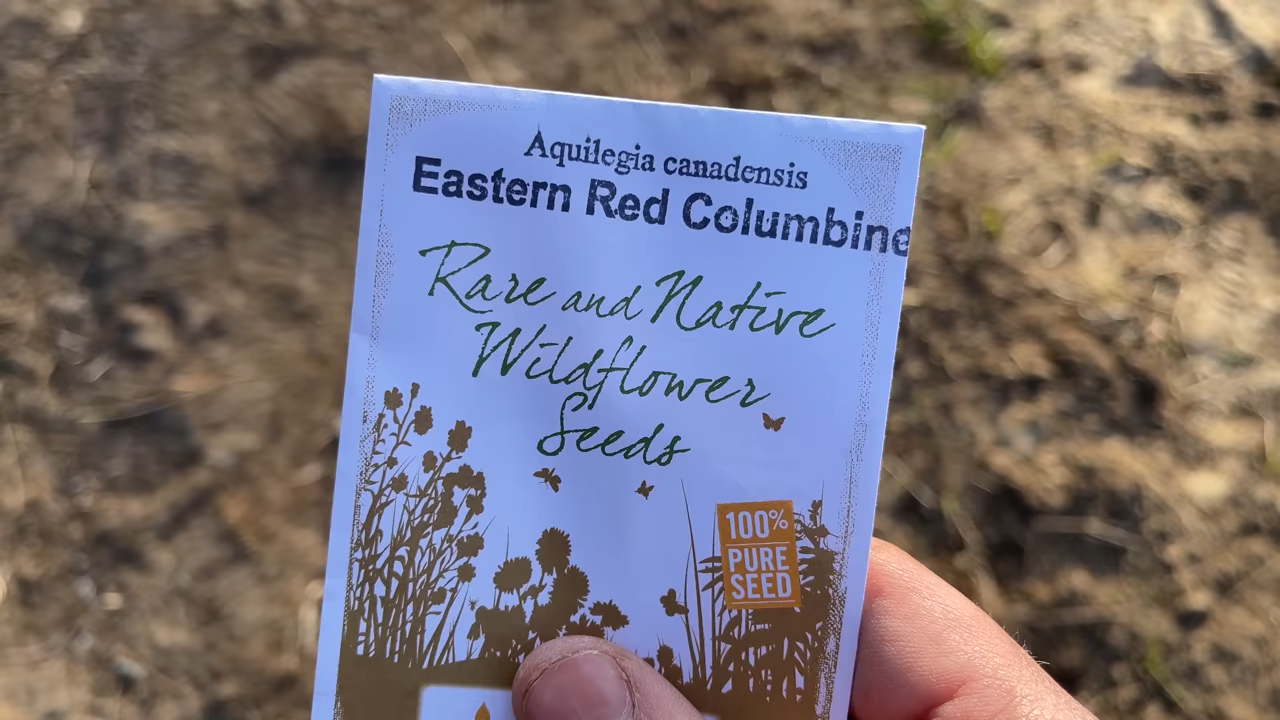 Aquilegia canadensis
Eastern Red Columbine
Rare and Native
Wildflower
Seeds
100%
PURE
SEED